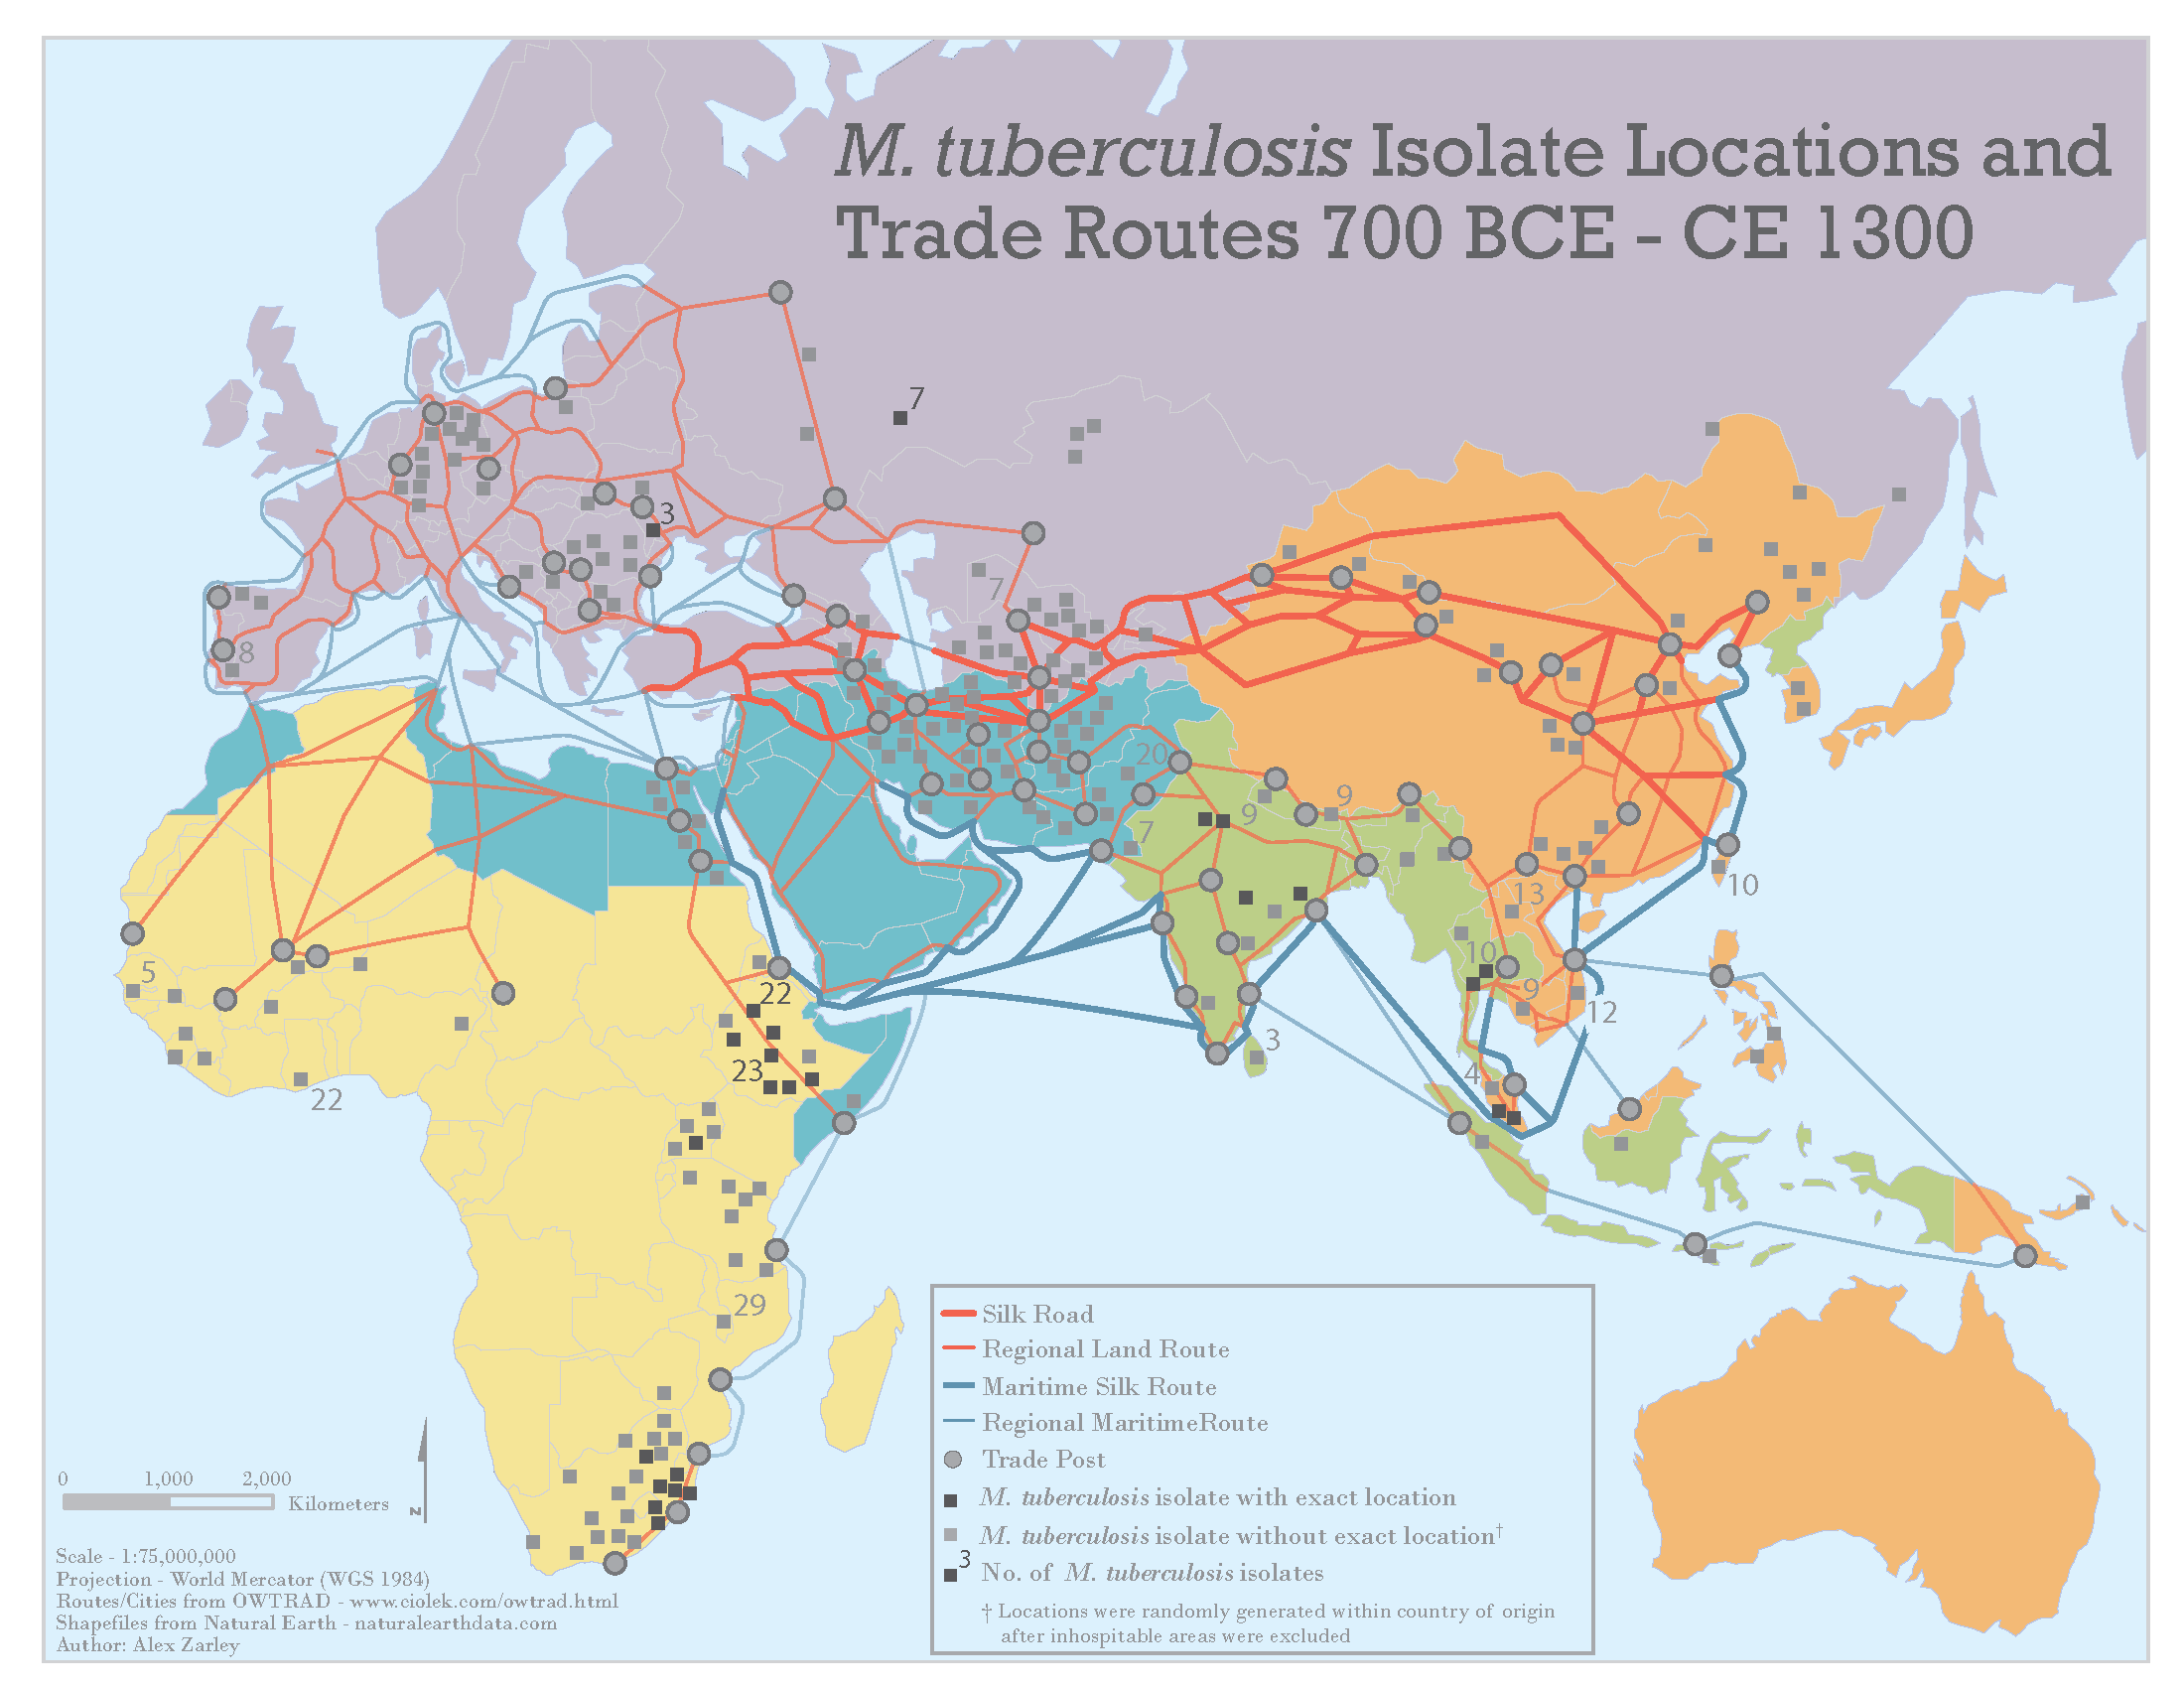 M. tuberculosis Isolate Locations and
Trade Routes 700 BCE - CE 1300
7
3
7
8
20
9
9
7
13
10
5
10
22
9
12
3
23
4
22
29
Silk Road
Regional Land Route
Maritime Silk Route
Regional MaritimeRoute
Trade Post
M. tuberculosis isolate with exact location
M. tuberculosis isolate without exact location†
3
No. of M. tuberculosis isolates
† Locations were randomly generated within country of origin
after inhospitable areas were excluded
0 1,000 2,000
Kilometers
N
Scale - 1:75,000,000
Projection - World Mercator (WGS 1984)
Routes/Cities from OWTRAD - www.ciolek.com/owtrad.html
Shapefiles from Natural Earth - naturalearthdata.com
Author: Alex Zarley